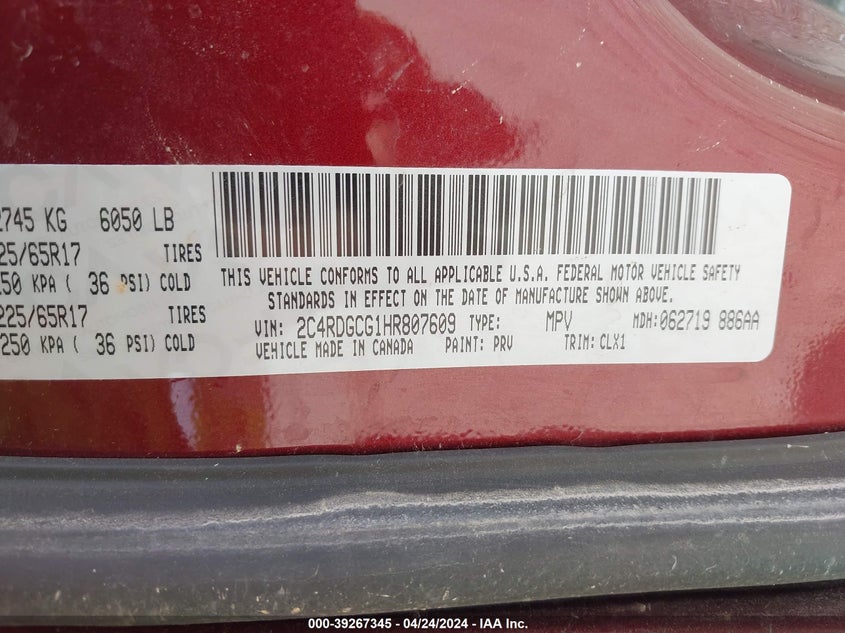 2745 KG 6050 LB
225/65R17 TIRES
250 KPA ( 36 PSI) COLD
225/65R17 TIRES
250 KPA ( 36 PSI) COLD
THIS VEHICLE CONFORMS TO ALL APPLICABLE U.S.A. FEDERAL MOTOR VEHICLE SAFETY
STANDARDS IN EFFECT ON THE DATE OF MANUFACTURE SHOWN ABOVE.
VIN: 2C4RDGCG1HR807609 TYPE: MPV MDH: 062719 886AA
VEHICLE MADE IN CANADA PAINT: PRV TRIM: CLX1
000-39267345 - 04/24/2024 - IAA Inc.